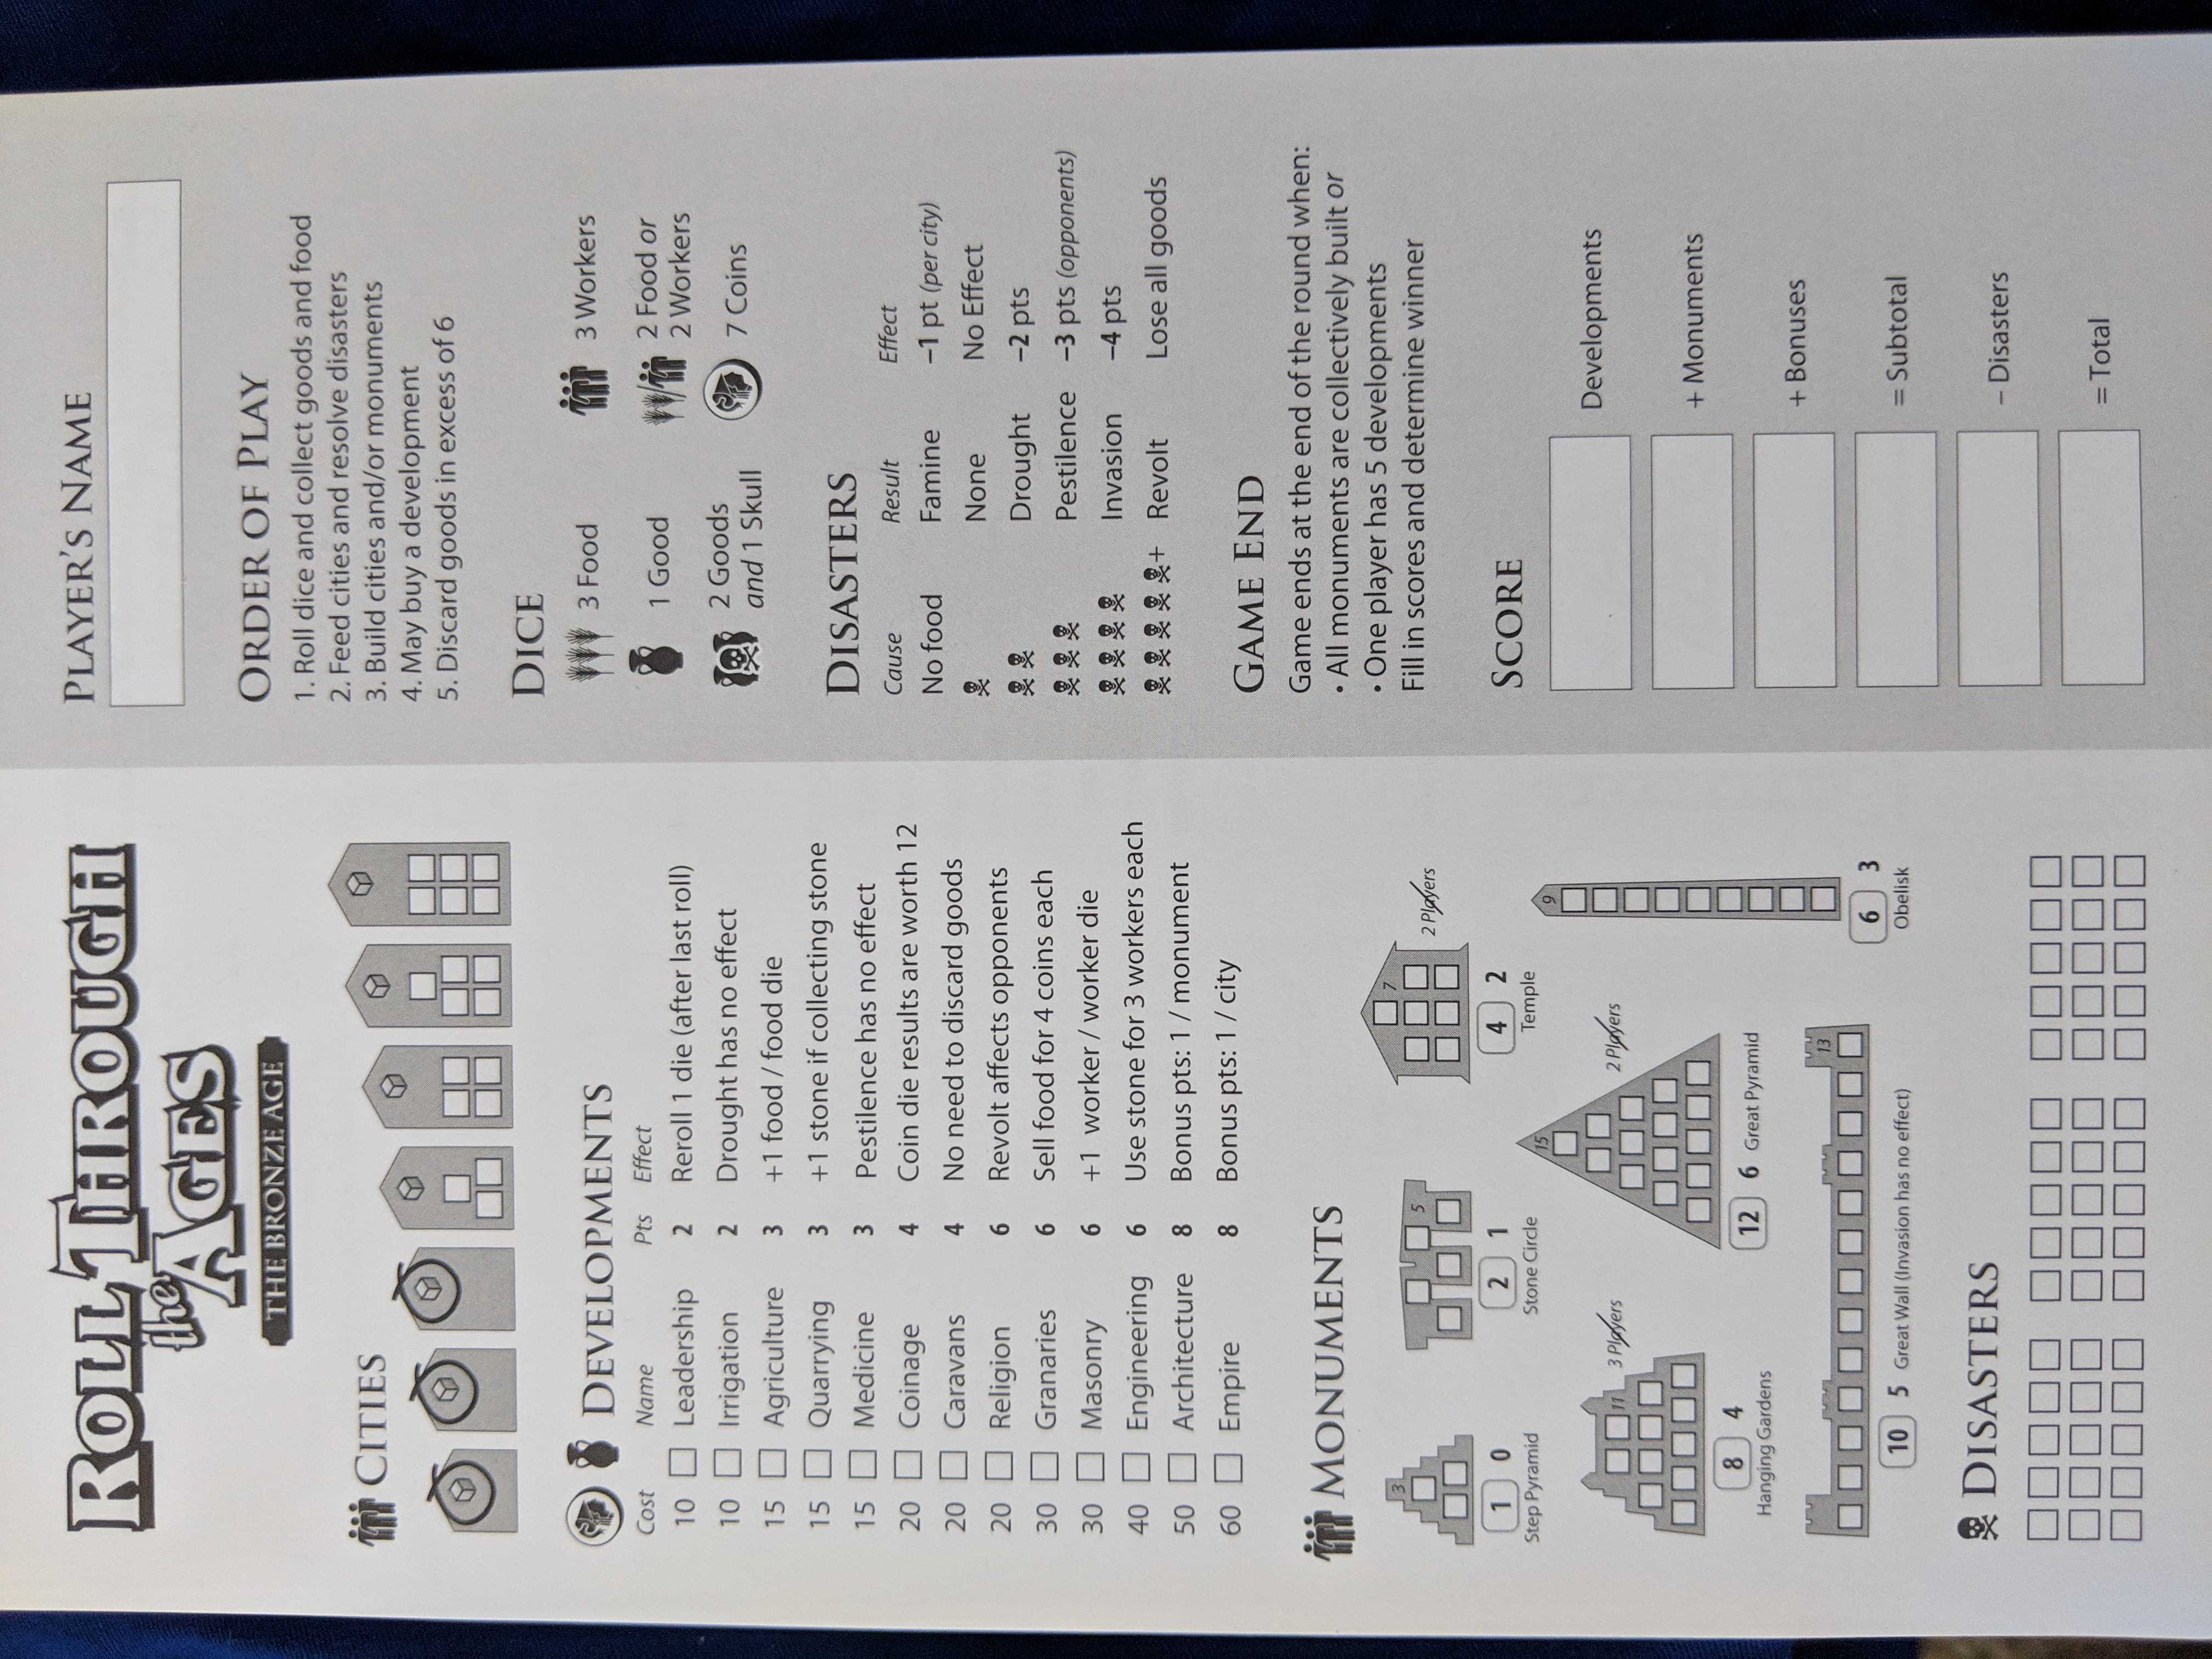 ROLL THROUGH
the AGES
THE BRONZE AGE
CITIES
DEVELOPMENTS
Cost Name Pts Effect
10 Leadership 2 Reroll 1 die (after last roll)
10 Irrigation 2 Drought has no effect
15 Agriculture 3 +1 food / food die
15 Quarrying 3 +1 stone if collecting stone
15 Medicine 3 Pestilence has no effect
20 Coinage 4 Coin die results are worth 12
20 Caravans 4 No need to discard goods
20 Religion 6 Revolt affects opponents
30 Granaries 6 Sell food for 4 coins each
30 Masonry 6 +1 worker / worker die
40 Engineering 6 Use stone for 3 workers each
50 Architecture 8 Bonus pts: 1 / monument
60 Empire 8 Bonus pts: 1 / city
MONUMENTS
3
1 0
Step Pyramid
5
2 1
Stone Circle
7
2 Players
4 2
Temple
11
3 Players
8 4
Hanging Gardens
15
2 Players
12 6 Great Pyramid
9
6 3
Obelisk
13
10 5 Great Wall (Invasion has no effect)
DISASTERS
PLAYER'S NAME
ORDER OF PLAY
1. Roll dice and collect goods and food
2. Feed cities and resolve disasters
3. Build cities and/or monuments
4. May buy a development
5. Discard goods in excess of 6
DICE
3 Food 3 Workers
1 Good 2 Food or
2 Workers
2 Goods 7 Coins
and 1 Skull
DISASTERS
Cause Result Effect
No food Famine −1 pt (per city)
None No Effect
Drought −2 pts
Pestilence −3 pts (opponents)
Invasion −4 pts
+ Revolt Lose all goods
GAME END
Game ends at the end of the round when:
• All monuments are collectively built or
• One player has 5 developments
Fill in scores and determine winner
SCORE
Developments
+ Monuments
+ Bonuses
= Subtotal
− Disasters
= Total